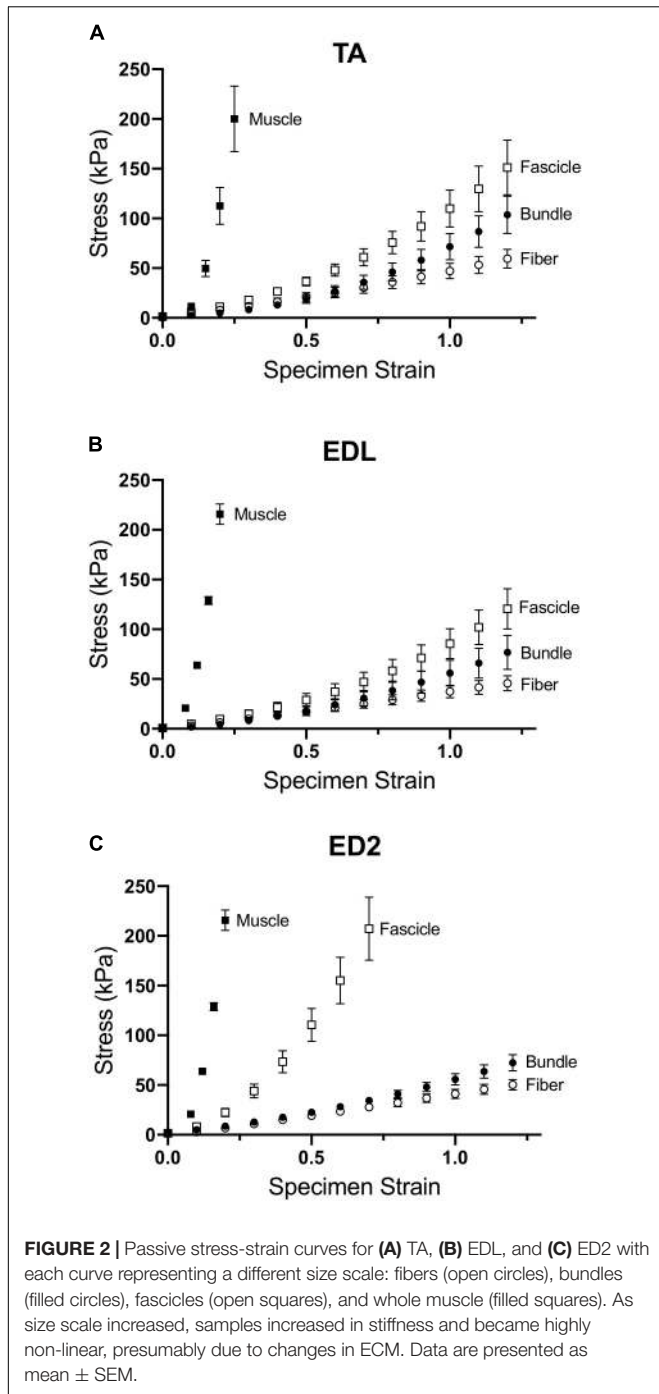 A
TA
250
200
150
100
50
0
Stress (kPa)
Muscle
Fascicle
Bundle
Fiber
0.0 0.5 1.0
Specimen Strain
B
EDL
250
200
150
100
50
0
Stress (kPa)
Muscle
Fascicle
Bundle
Fiber
0.0 0.5 1.0
Specimen Strain
C
ED2
250
200
150
100
50
0
Stress (kPa)
Muscle
Fascicle
Bundle
Fiber
0.0 0.5 1.0
Specimen Strain
FIGURE 2 | Passive stress-strain curves for (A) TA, (B) EDL, and (C) ED2 with
each curve representing a different size scale: fibers (open circles), bundles
(filled circles), fascicles (open squares), and whole muscle (filled squares). As
size scale increased, samples increased in stiffness and became highly
non-linear, presumably due to changes in ECM. Data are presented as
mean ± SEM.